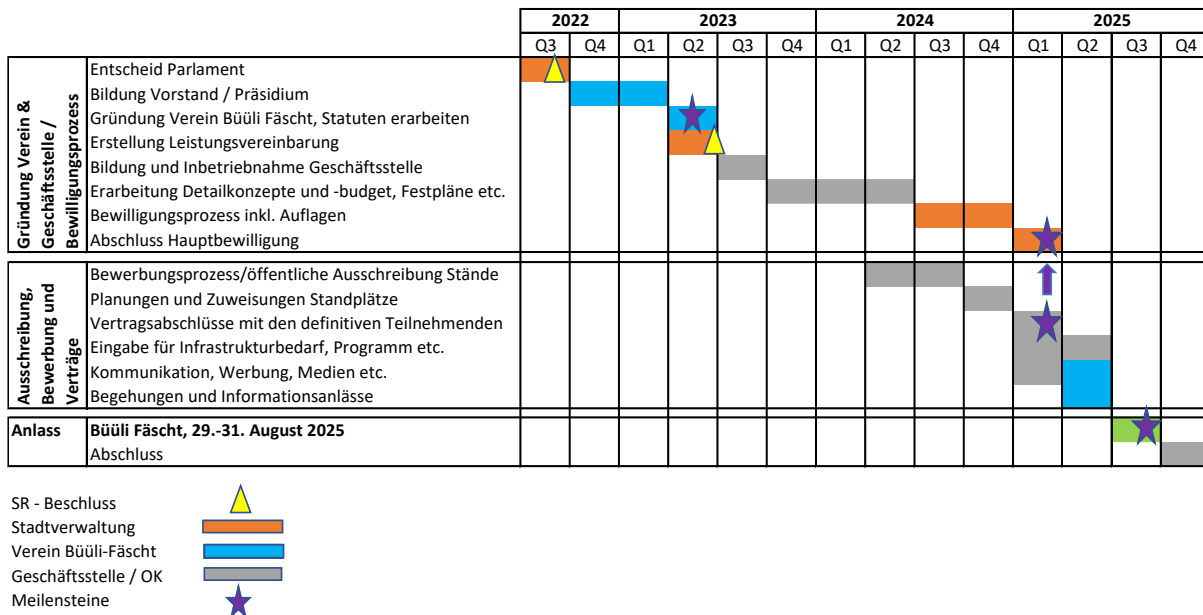 2022 2023 2024 2025
Q3 Q4 Q1 Q2 Q3 Q4 Q1 Q2 Q3 Q4 Q1 Q2 Q3 Q4
Gründung Verein &
Geschäftsstelle /
Bewilligungsprozess
Entscheid Parlament
Bildung Vorstand / Präsidium
Gründung Verein Büüli Fäscht, Statuten erarbeiten
Erstellung Leistungsvereinbarung
Bildung und Inbetriebnahme Geschäftsstelle
Erarbeitung Detailkonzepte und -budget, Festpläne etc.
Bewilligungsprozess inkl. Auflagen
Abschluss Hauptbewilligung
Ausschreibung,
Bewerbung und
Verträge
Bewerbungsprozess/öffentliche Ausschreibung Stände
Planungen und Zuweisungen Standplätze
Vertragsabschlüsse mit den definitiven Teilnehmenden
Eingabe für Infrastrukturbedarf, Programm etc.
Kommunikation, Werbung, Medien etc.
Begehungen und Informationsanlässe
Anlass Büüli Fäscht, 29.-31. August 2025
Abschluss
SR - Beschluss
Stadtverwaltung
Verein Büüli-Fäscht
Geschäftsstelle / OK
Meilensteine